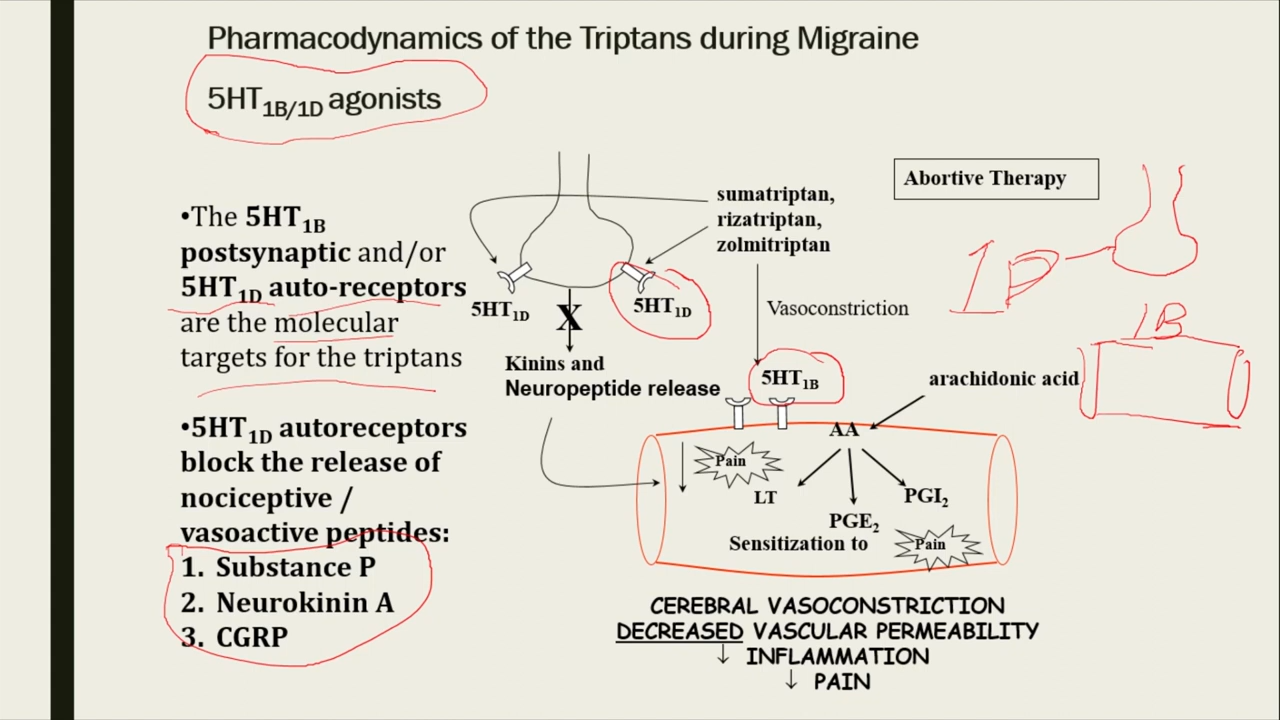 Pharmacodynamics of the Triptans during Migraine
5HT1B/1D agonists
•The 5HT1B
postsynaptic and/or
5HT1D auto-receptors
are the molecular
targets for the triptans
•5HT1D autoreceptors
block the release of
nociceptive /
vasoactive peptides:
1. Substance P
2. Neurokinin A
3. CGRP
sumatriptan,
rizatriptan,
zolmitriptan
5HT1D
X
5HT1D
Kinins and
Neuropeptide release
Vasoconstriction
5HT1B
Abortive Therapy
1D
1B
arachidonic acid
AA
Pain
LT
PGE2
PGI2
Sensitization to
Pain
CEREBRAL VASOCONSTRICTION
DECREASED VASCULAR PERMEABILITY
↓ INFLAMMATION
↓ PAIN